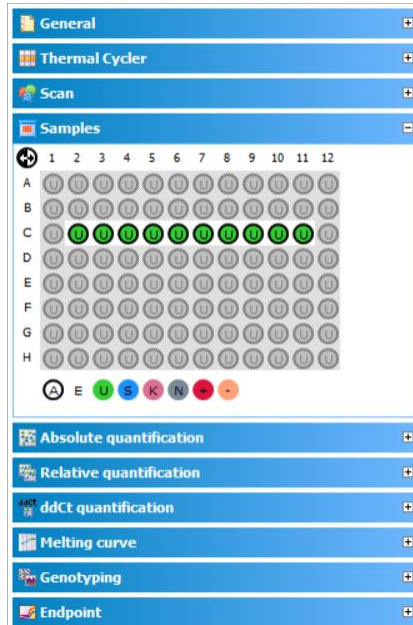 General
Thermal Cycler
Scan
Samples
1 2 3 4 5 6 7 8 9 10 11 12
A U U U U U U U U U U U U
B U U U U U U U U U U U U
C U U U U U U U U U U U U
D U U U U U U U U U U U U
E U U U U U U U U U U U U
F U U U U U U U U U U U U
G U U U U U U U U U U U U
H U U U U U U U U U U U U
A E U S K N + -
Absolute quantification
Relative quantification
ddCt ddCt quantification
Melting curve
Genotyping
Endpoint